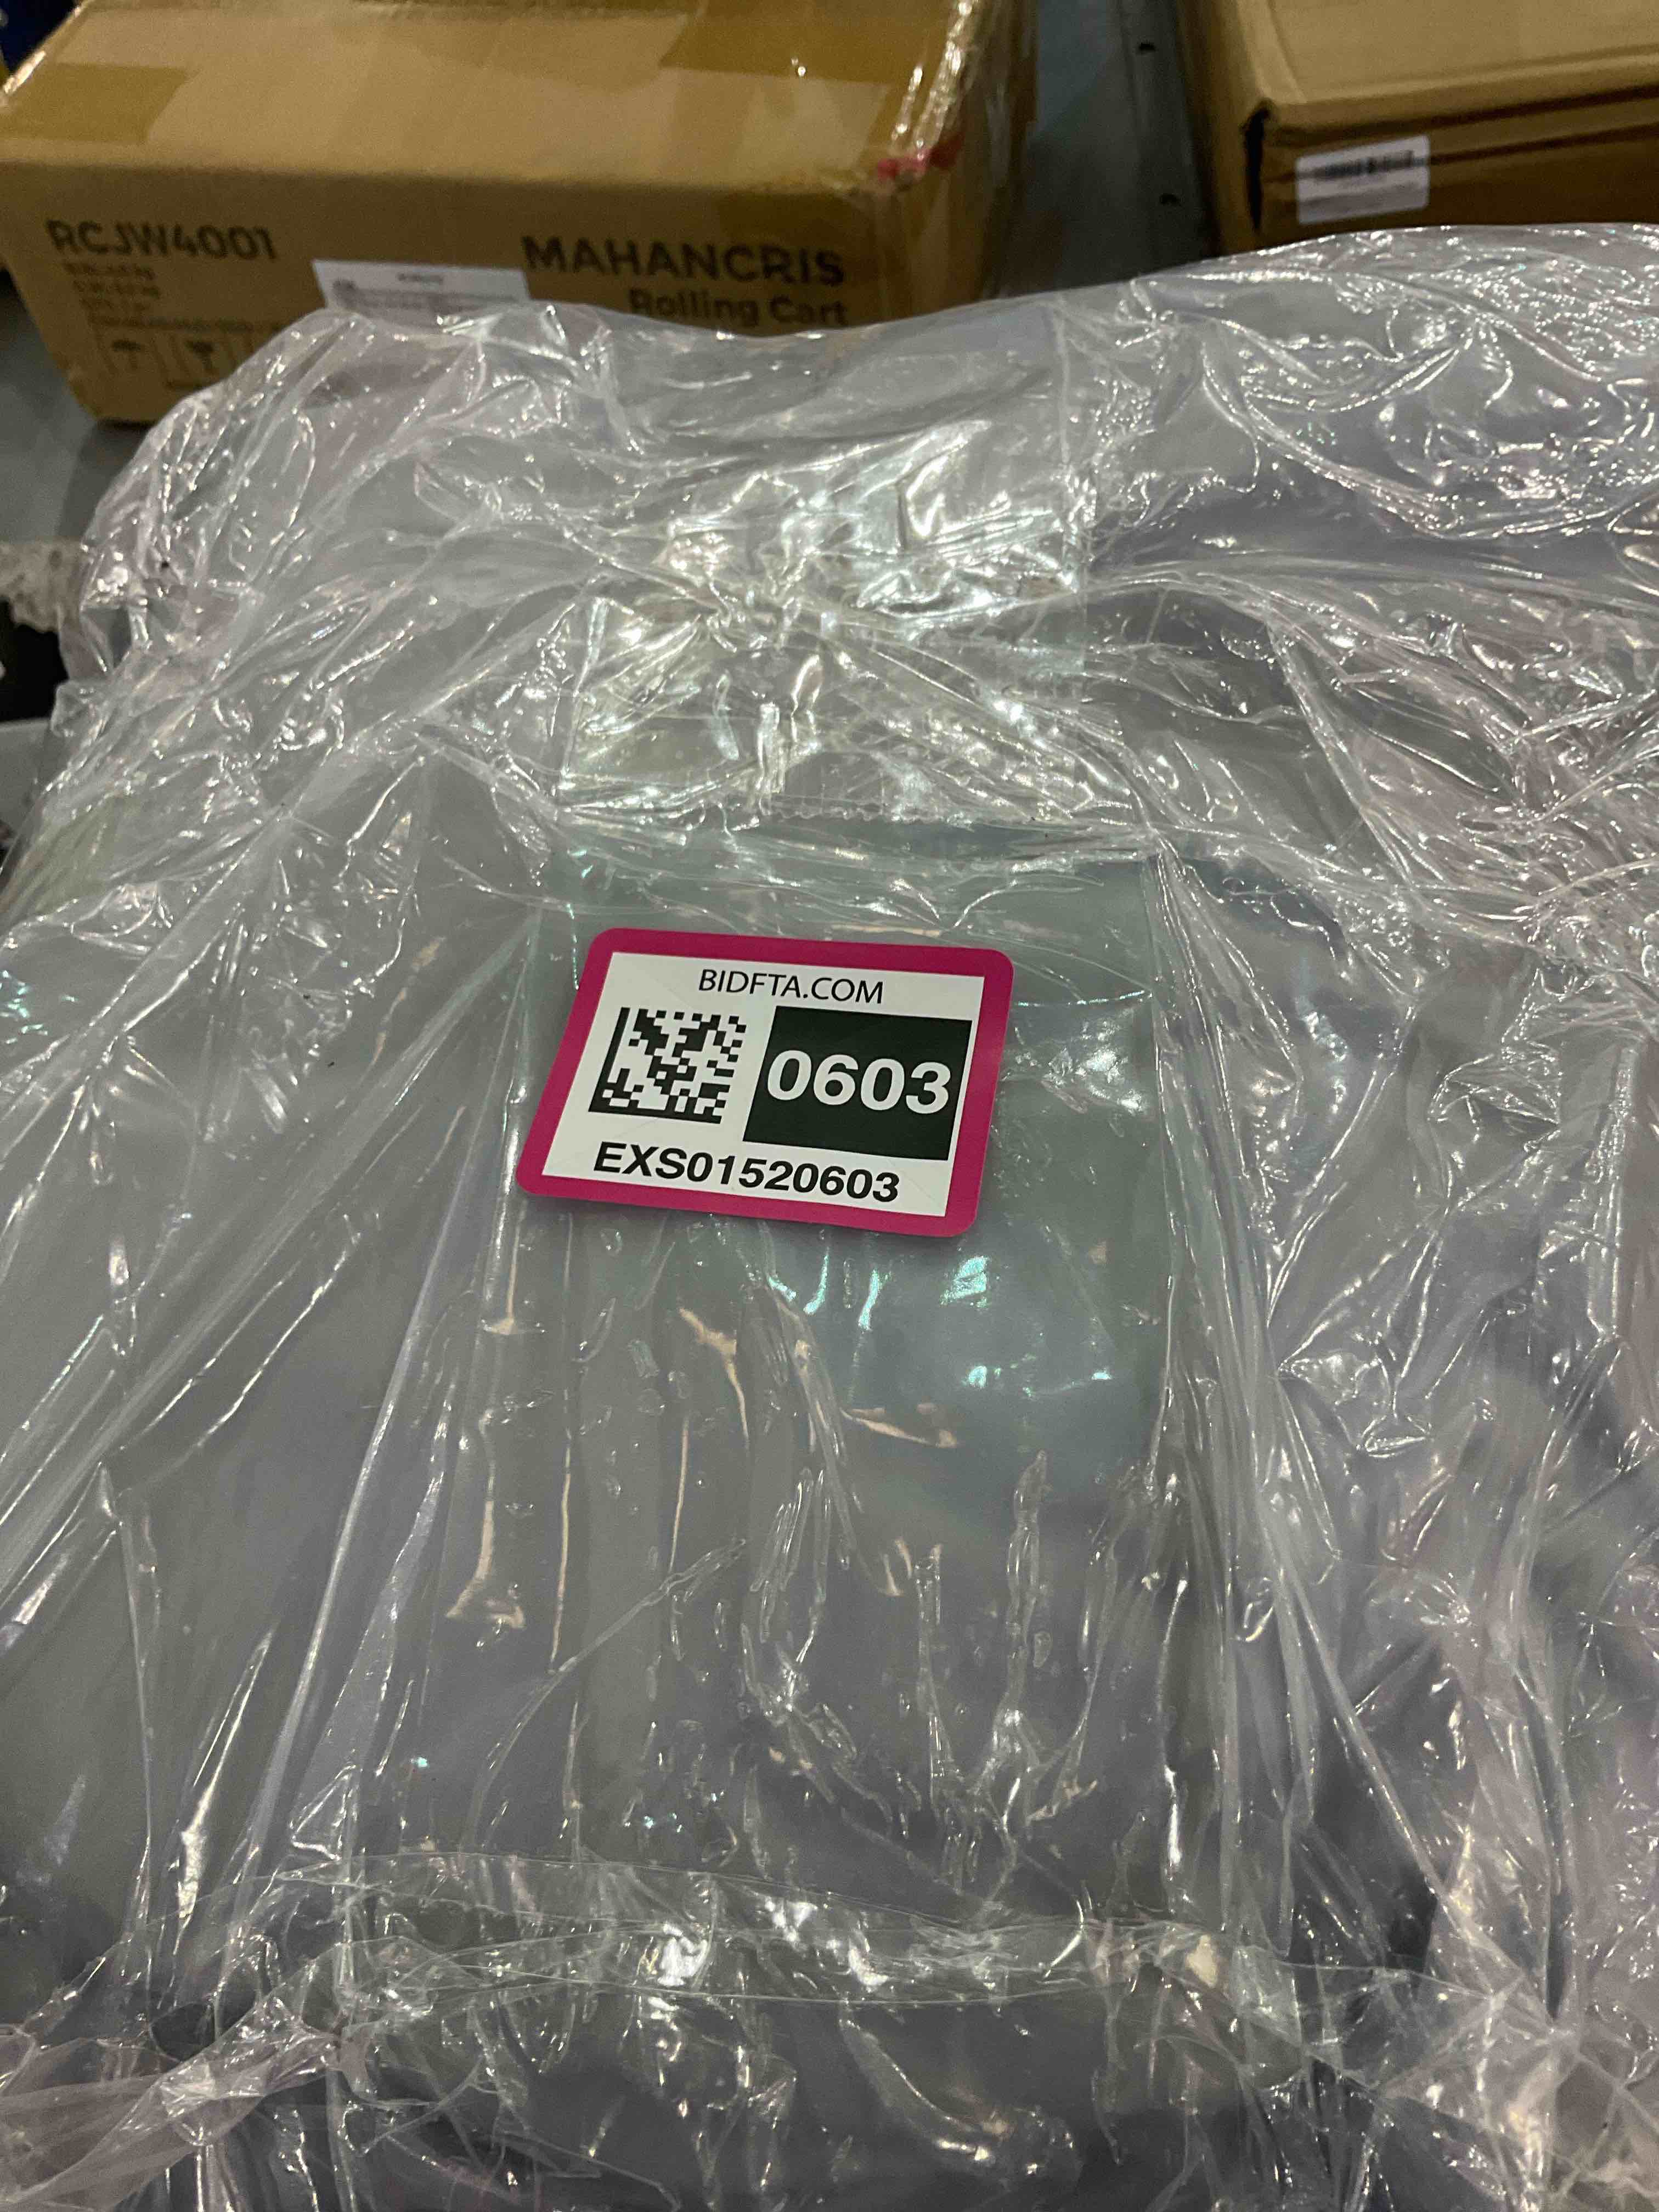 RCJW4001
MAHANCRIS
Rolling Cart
BIDFTA.COM
0603
EXS01520603